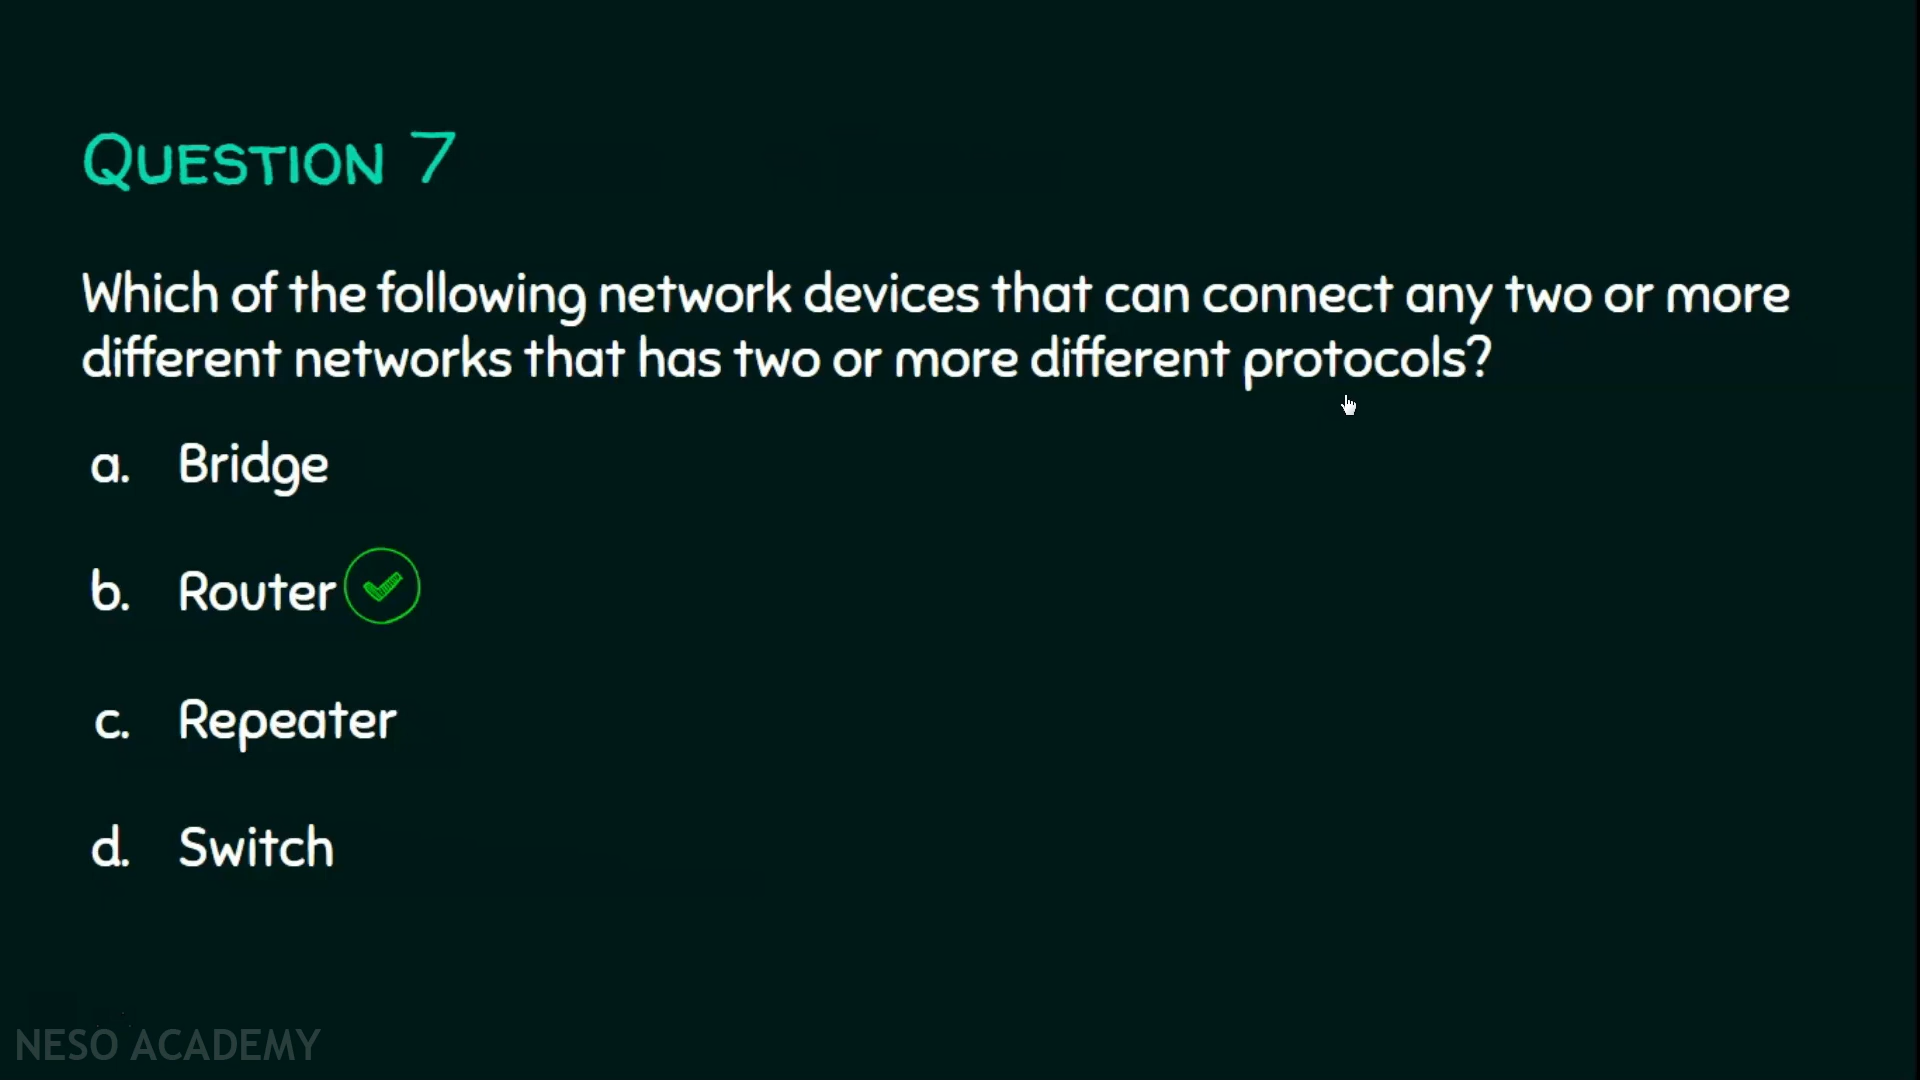 QUESTION 7
Which of the following network devices that can connect any two or more
different networks that has two or more different protocols?
a. Bridge
b. Router
c. Repeater
d. Switch
NESO ACADEMY